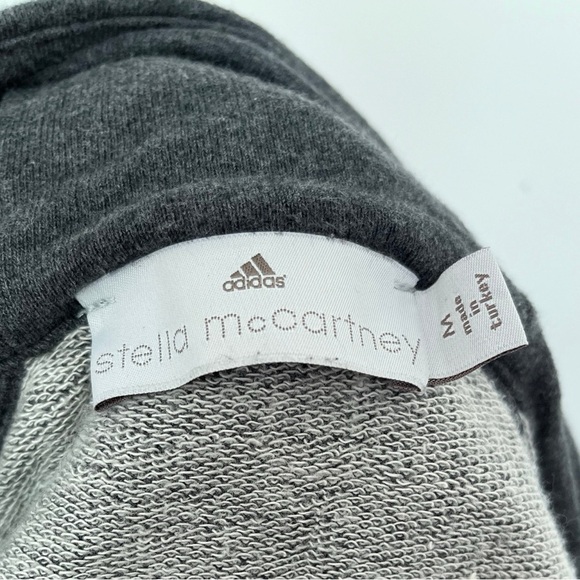 adidas
stella mcCartney
M
made
in
turkey